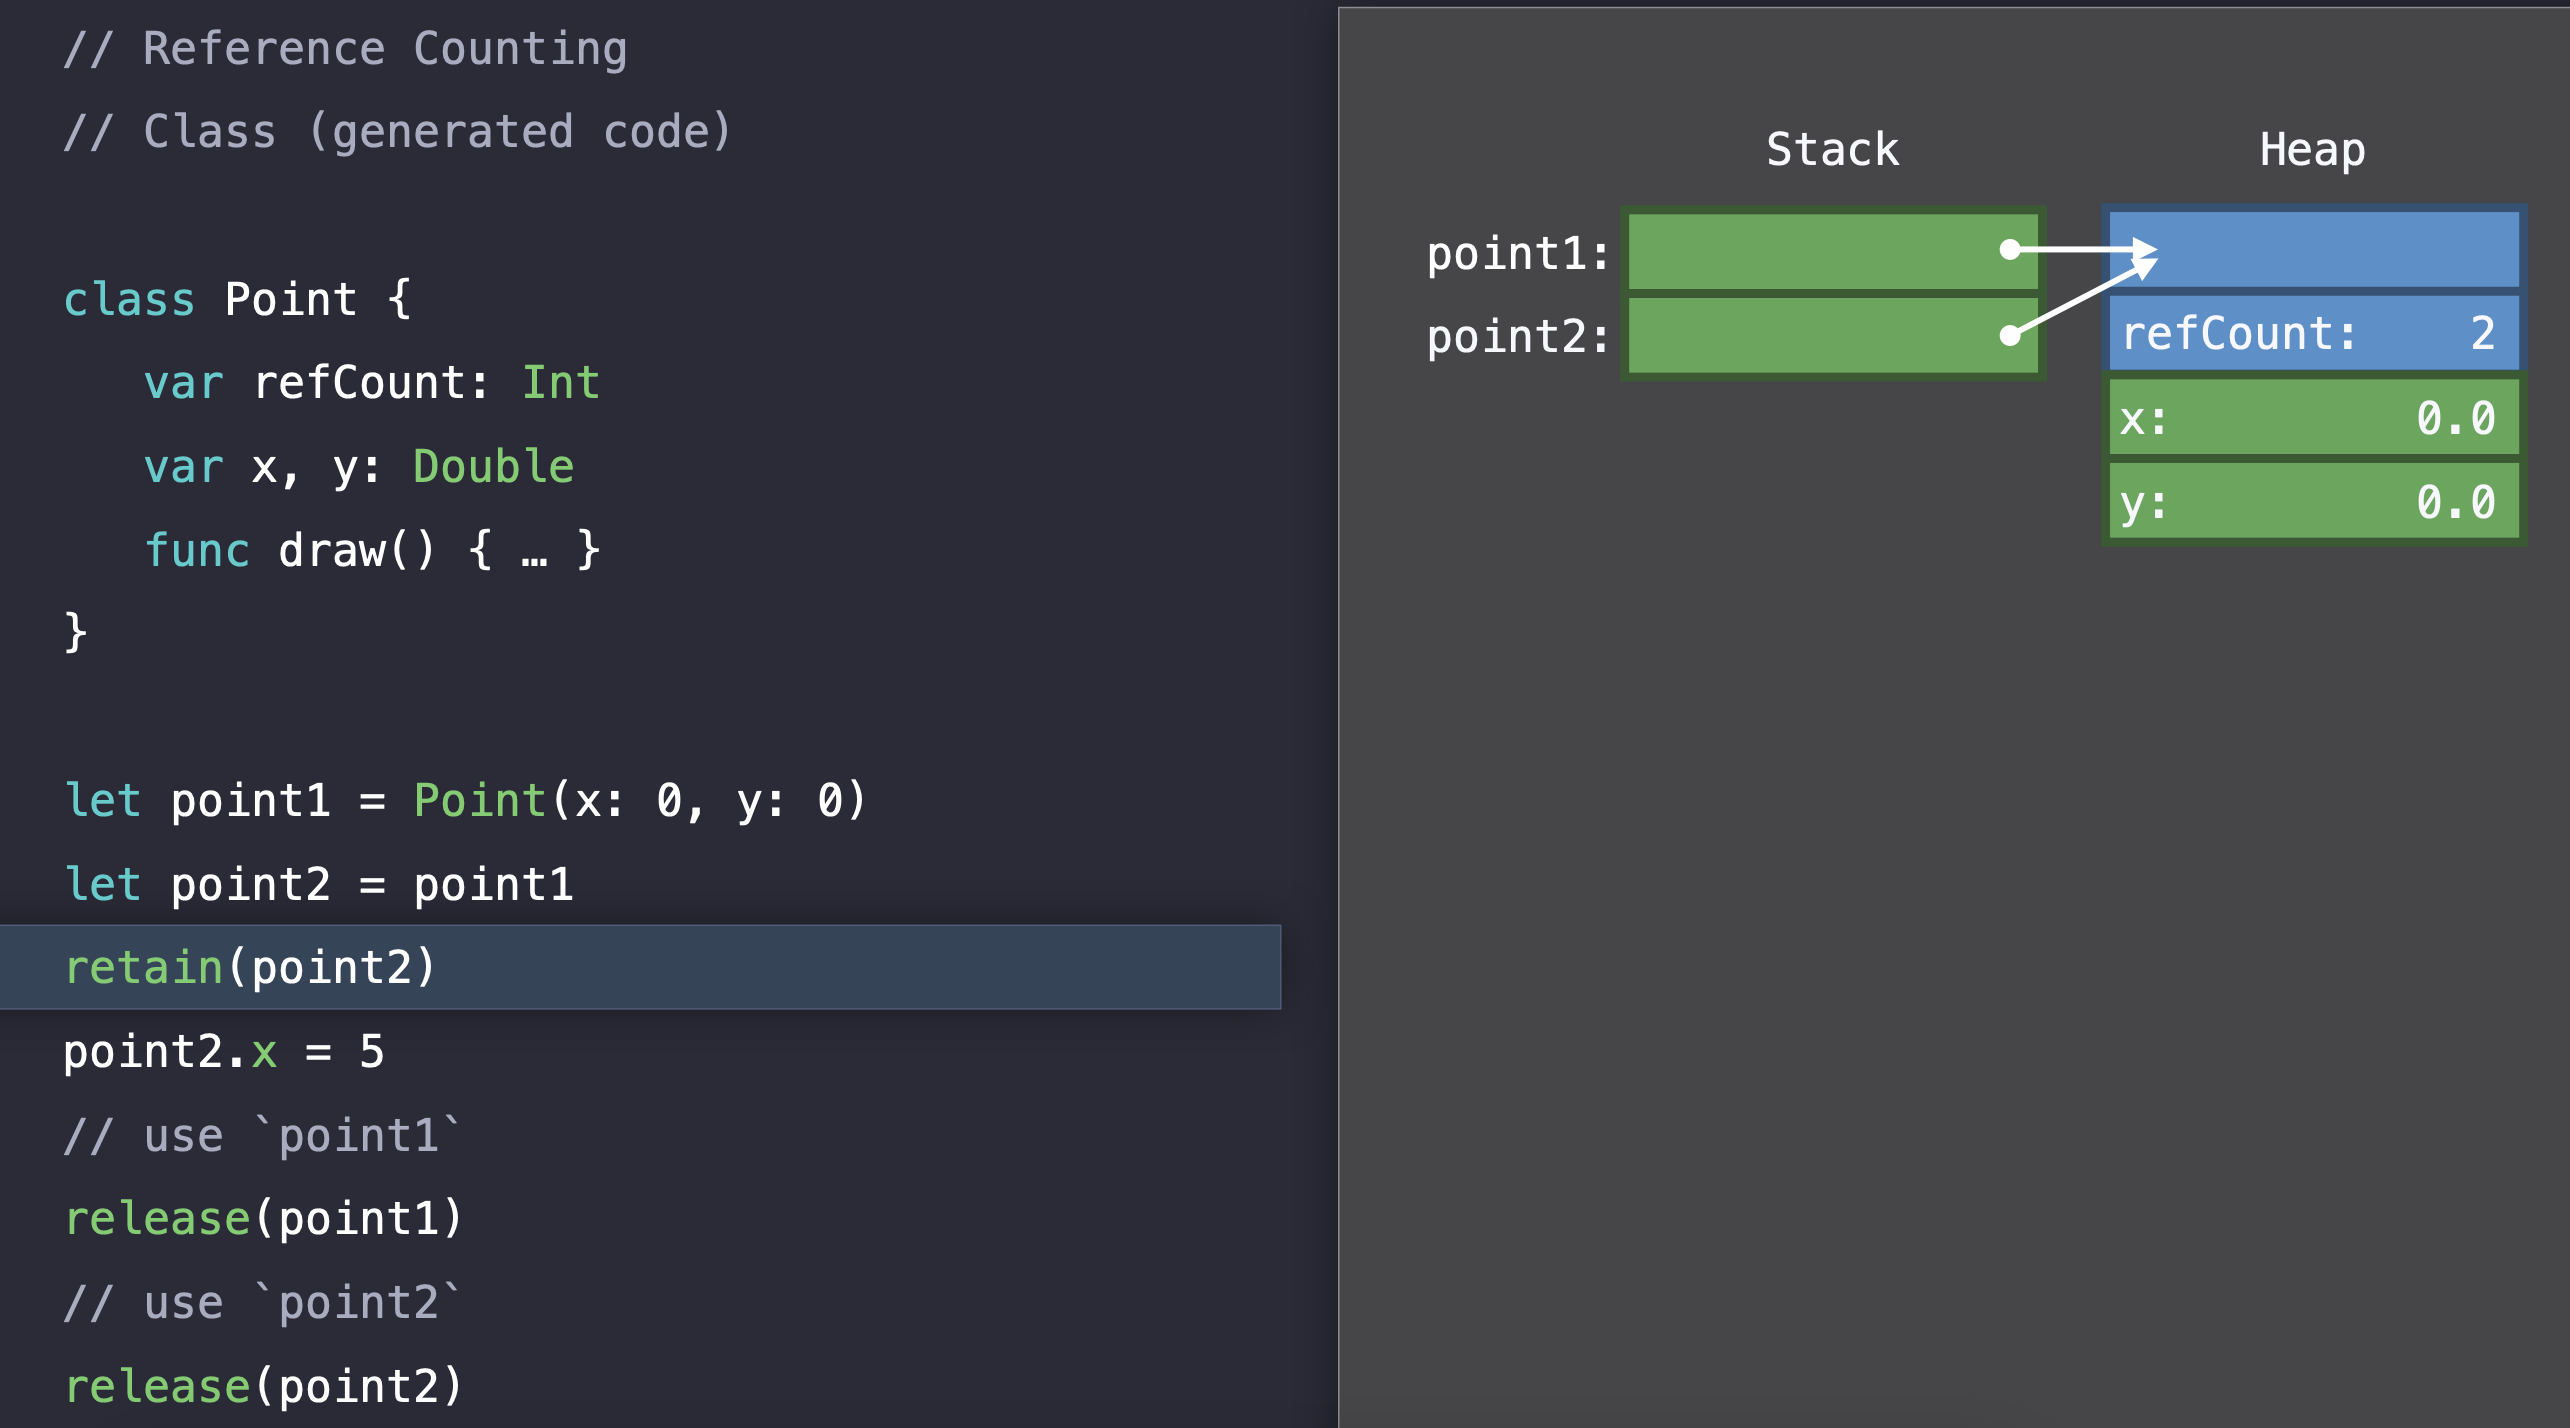 // Reference Counting
// Class (generated code)
class Point {
   var refCount: Int
   var x, y: Double
   func draw() { … }
}
let point1 = Point(x: 0, y: 0)
let point2 = point1
retain(point2)
point2.x = 5
// use `point1`
release(point1)
// use `point2`
release(point2)
Stack
Heap
point1:
point2:
refCount: 2
x: 0.0
y: 0.0